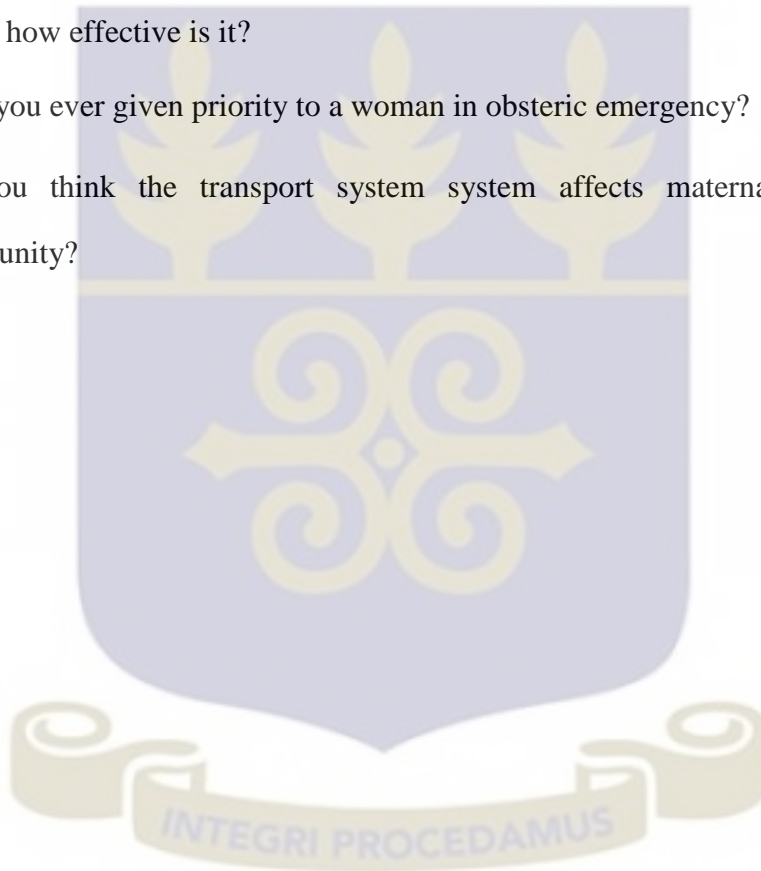 how effective is it?
you ever given priority to a woman in obsteric emergency?
ou think the transport system system affects materna
unity?
INTEGRI PROCEDAMUS